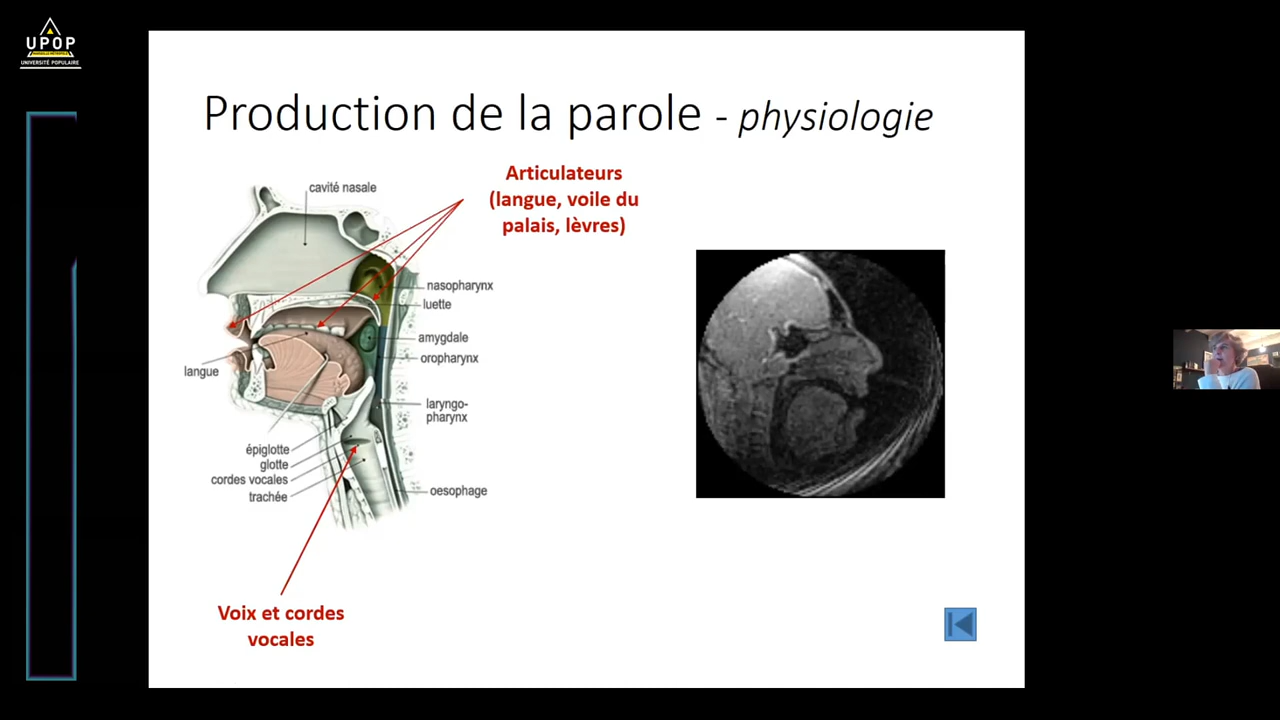 UPOP
UNIVERSITÉ POPULAIRE
Production de la parole - physiologie
Articulateurs
(langue, voile du
palais, lèvres)
cavité nasale
nasopharynx
luette
amygdale
oropharynx
langue
laryngo-
pharynx
épiglotte
glotte
cordes vocales
trachée
oesophage
Voix et cordes
vocales